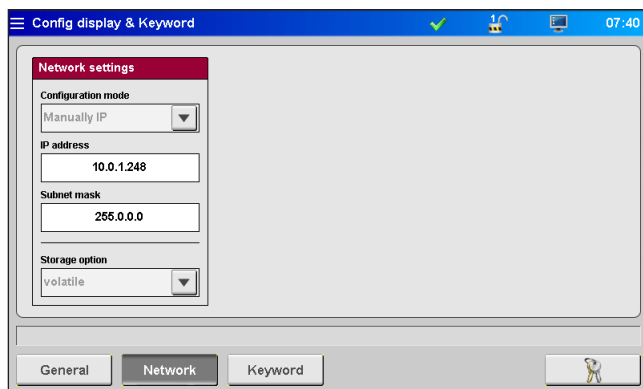 Config display & Keyword
1
07:40
Network settings
Configuration mode
Manually IP
IP address
10.0.1.248
Subnet mask
255.0.0.0
Storage option
volatile
General
Network
Keyword